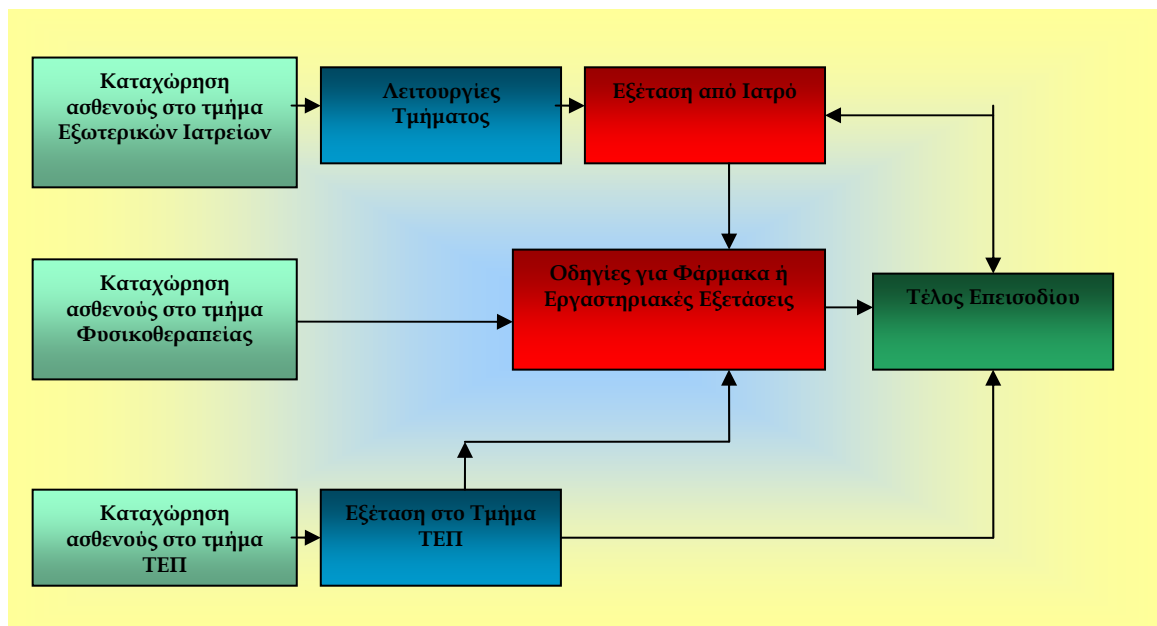 Καταχώρηση
ασθενούς στο τμήμα
Εξωτερικών Ιατρείων
Λειτουργίες
Τμήματος
Εξέταση από Ιατρό
Καταχώρηση
ασθενούς στο τμήμα
Φυσικοθεραπείας
Οδηγίες για Φάρμακα ή
Εργαστηριακές Εξετάσεις
Τέλος Επεισοδίου
Καταχώρηση
ασθενούς στο τμήμα
ΤΕΠ
Εξέταση στο Τμήμα
ΤΕΠ